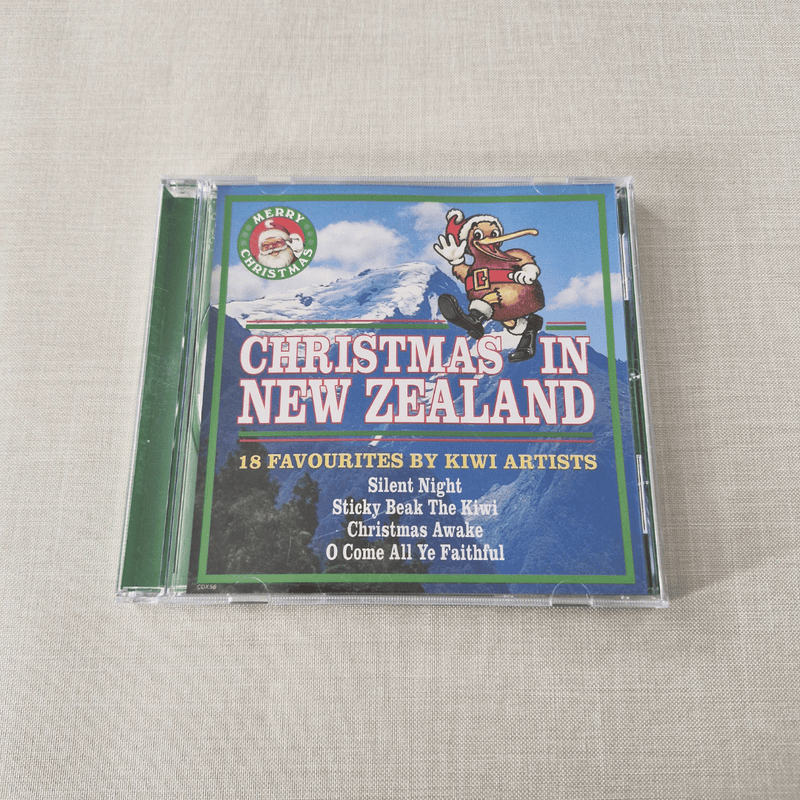 MERRY
CHRISTMAS
CHRISTMAS IN
NEW ZEALAND
18 FAVOURITES BY KIWI ARTISTS
Silent Night
Sticky Beak The Kiwi
Christmas Awake
O Come All Ye Faithful
CDX56